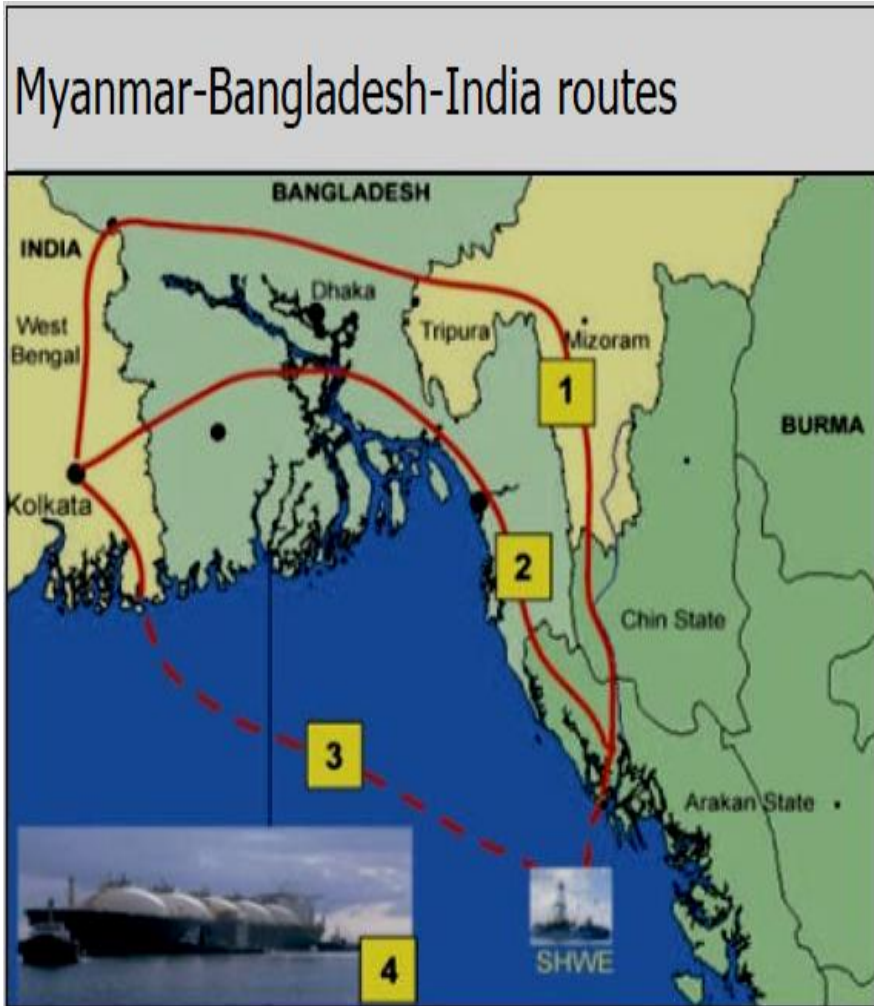 Myanmar-Bangladesh-India routes
BANGLADESH
INDIA
Dhaka
West
Bengal
Tripura
Mizoram
1
BURMA
Kolkata
2
Chin State
3
Arakan State
4
SHWE